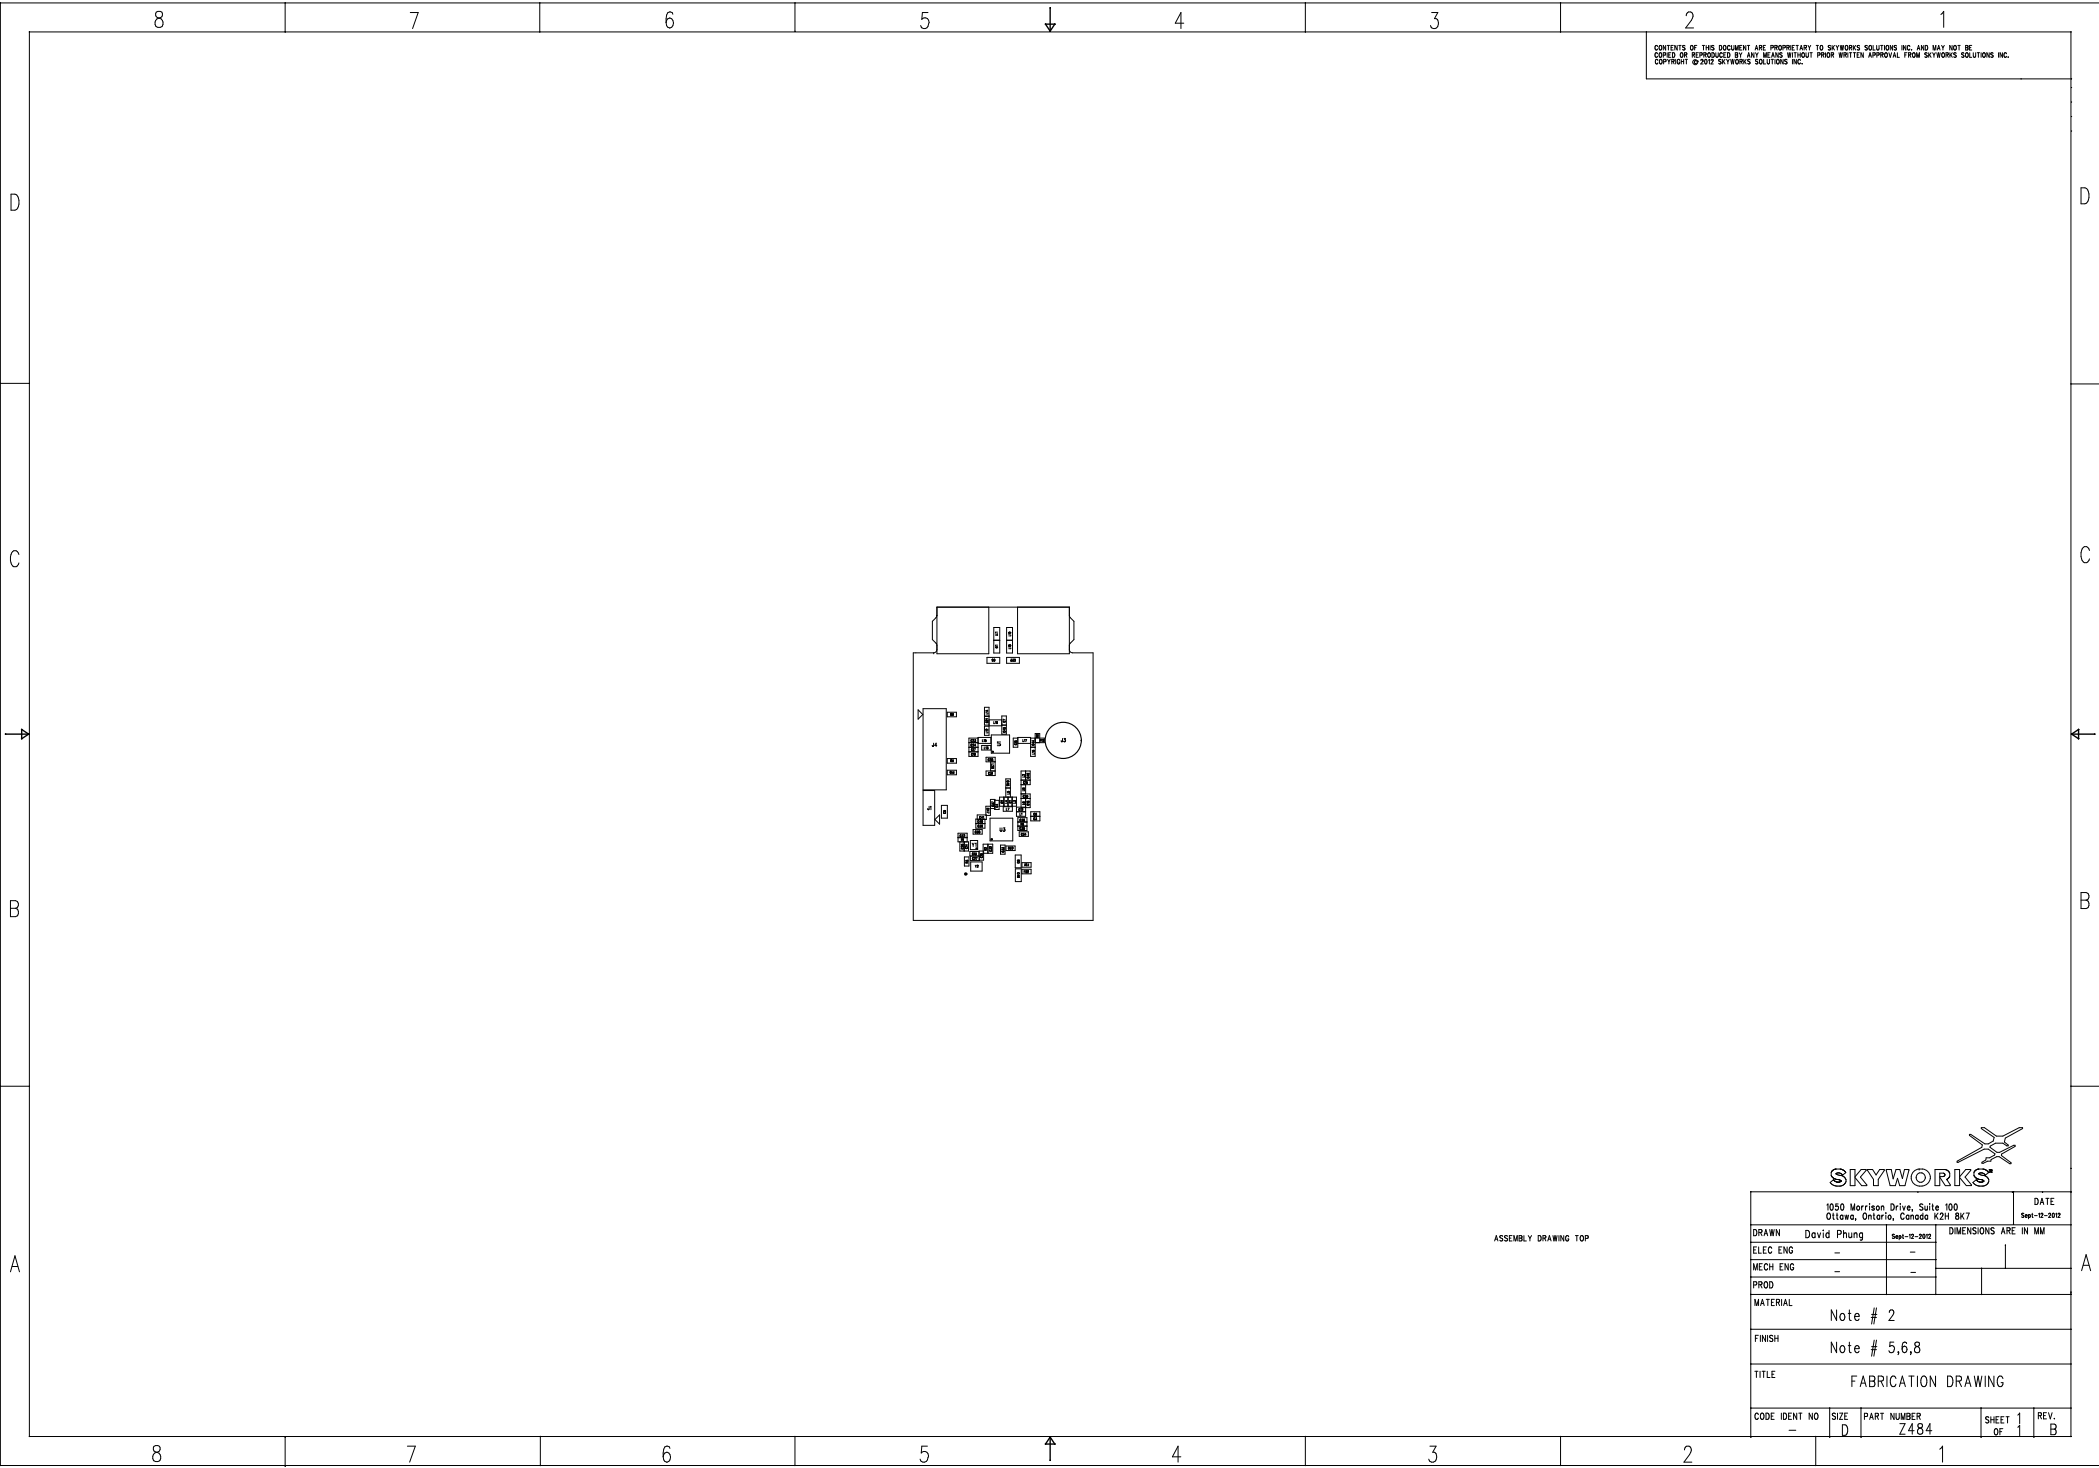 8 7 6 5 4 3 2 1
CONTENTS OF THIS DOCUMENT ARE PROPRIETARY TO SKYWORKS SOLUTIONS INC. AND MAY NOT BE
COPIED OR REPRODUCED BY ANY MEANS WITHOUT PRIOR WRITTEN APPROVAL FROM SKYWORKS SOLUTIONS INC.
COPYRIGHT © 2012 SKYWORKS SOLUTIONS INC.
D D
C C
J4 J3
U3
B B
SKYWORKS
1050 Morrison Drive, Suite 100
Ottawa, Ontario, Canada K2H 8K7
DATE
Sept-12-2012
DRAWN David Phung Sept-12-2012 DIMENSIONS ARE IN MM
ASSEMBLY DRAWING TOP
ELEC ENG – –
MECH ENG – –
A A
PROD
MATERIAL
Note # 2
FINISH
Note # 5,6,8
TITLE
FABRICATION DRAWING
CODE IDENT NO SIZE PART NUMBER SHEET 1 REV.
– D Z484 OF 1 B
8 7 6 5 4 3 2 1